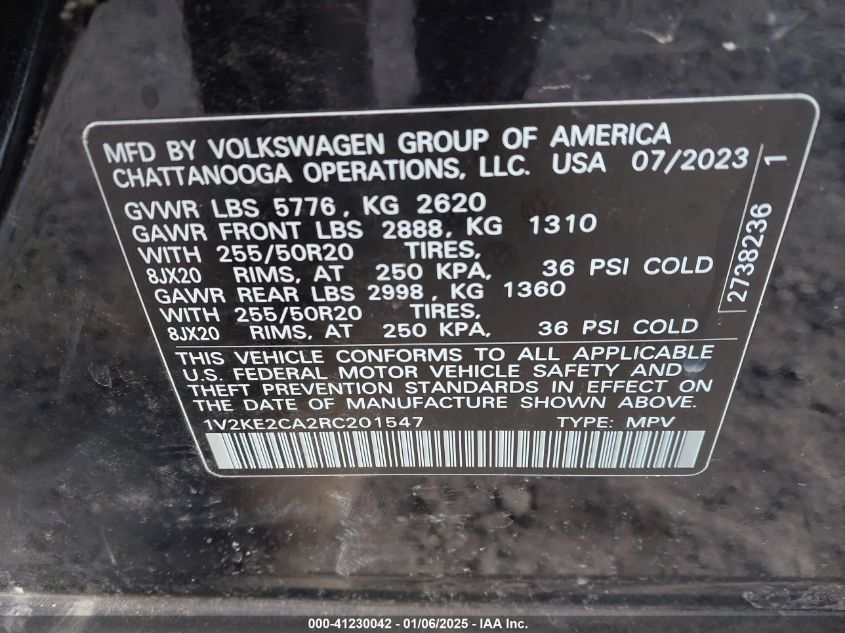 MFD BY VOLKSWAGEN GROUP OF AMERICA
CHATTANOOGA OPERATIONS, LLC. USA 07/2023
GVWR LBS 5776, KG 2620
GAWR FRONT LBS 2888, KG 1310
WITH 255/50R20 TIRES,
8JX20 RIMS, AT 250 KPA, 36 PSI COLD
GAWR REAR LBS 2998, KG 1360
WITH 255/50R20 TIRES,
8JX20 RIMS, AT 250 KPA, 36 PSI COLD
THIS VEHICLE CONFORMS TO ALL APPLICABLE
U.S. FEDERAL MOTOR VEHICLE SAFETY AND
THEFT PREVENTION STANDARDS IN EFFECT ON
THE DATE OF MANUFACTURE SHOWN ABOVE.
1V2KE2CA2RC201547 TYPE: MPV
2738236 1
000-41230042 - 01/06/2025 - IAA Inc.